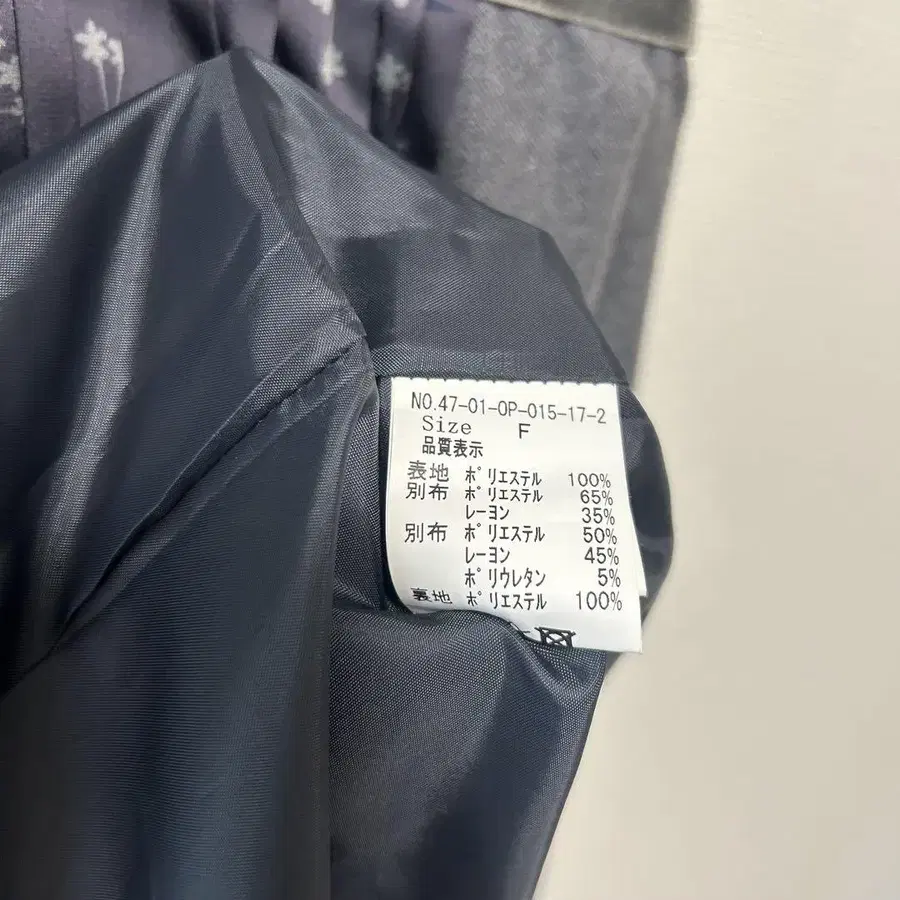 NO.47-01-OP-015-17-2
Size F
品質表示
表地 ポリエステル 100%
別布 ポリエステル 65%
レーヨン 35%
別布 ポリエステル 50%
レーヨン 45%
ポリウレタン 5%
裏地 ポリエステル 100%